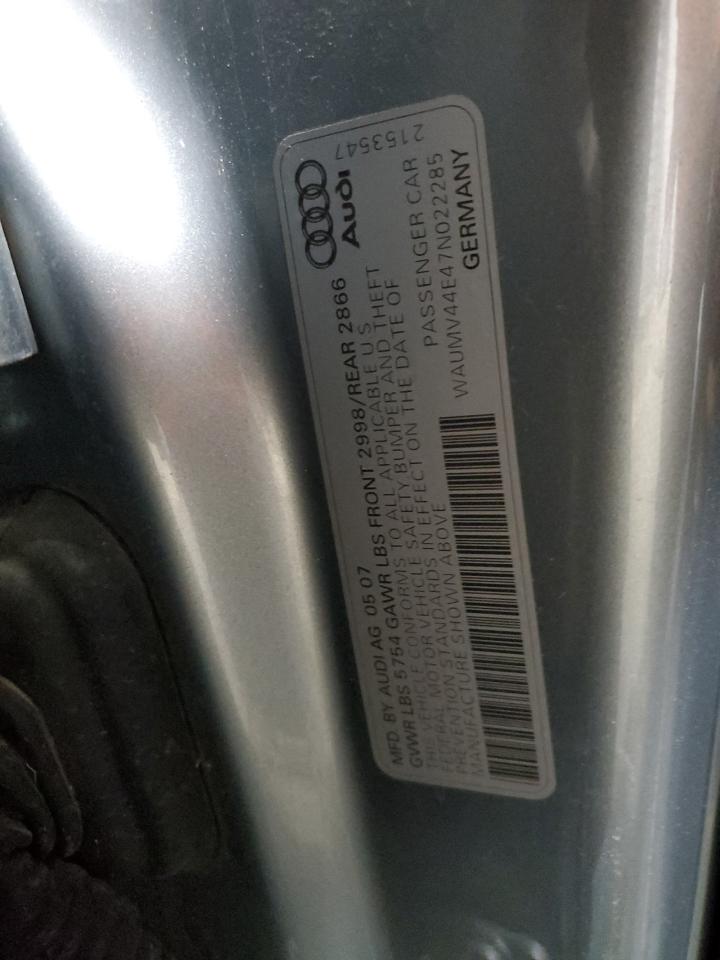 MFD. BY AUDI AG 05 07
GVWR LBS 5754 GAWR LBS FRONT 2998/REAR 2866
THIS VEHICLE CONFORMS TO ALL APPLICABLE U S
FEDERAL MOTOR VEHICLE SAFETY BUMPER AND THEFT
PREVENTION STANDARDS IN EFFECT ON THE DATE OF
MANUFACTURE SHOWN ABOVE
Audi
2153547
PASSENGER CAR
WAUMV44E47N022285
GERMANY